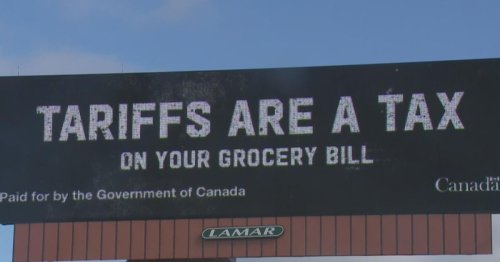 TARIFFS ARE A TAX
ON YOUR GROCERY BILL
Paid for by the Government of Canada
Canada
LAMAR